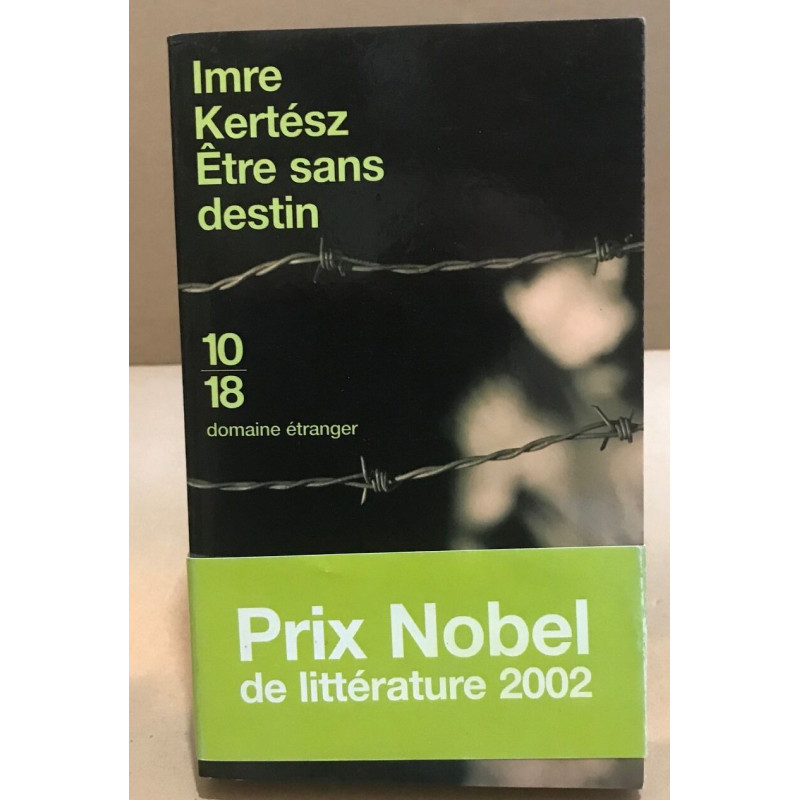 Imre
Kertész
Être sans
destin
10
18
domaine étranger
Prix Nobel
de littérature 2002